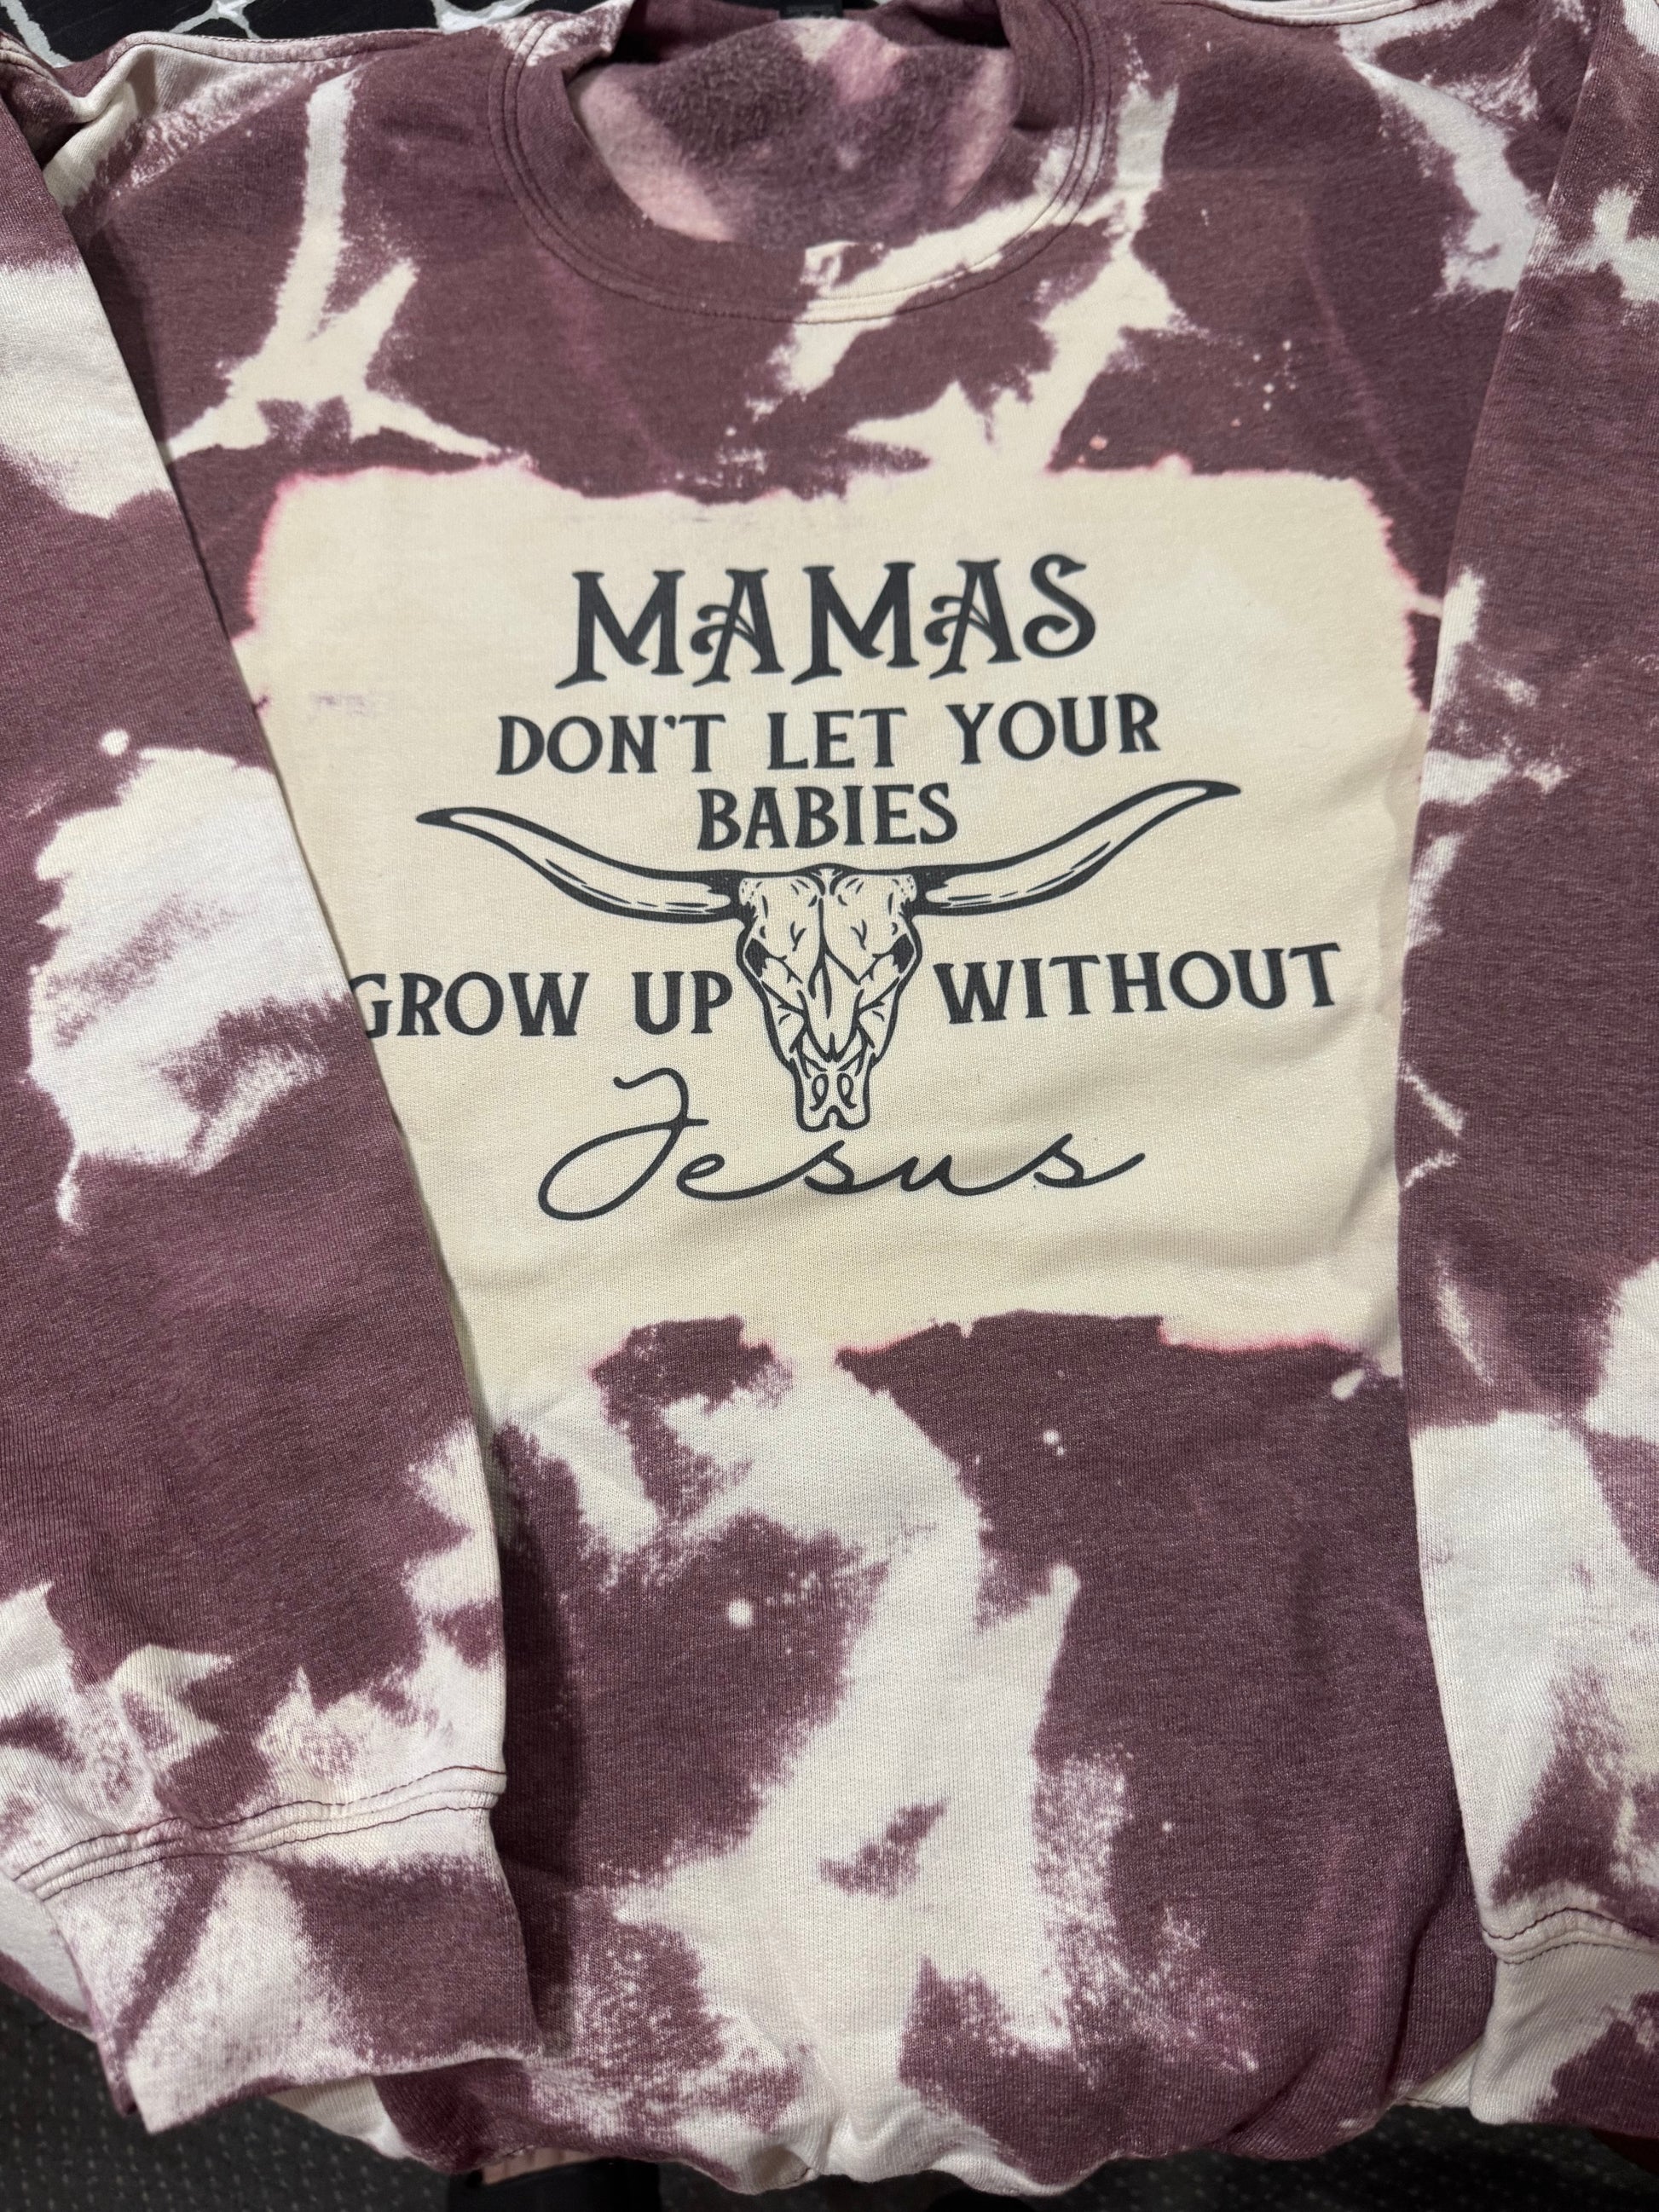 MAMAS
DON'T LET YOUR
BABIES
GROW UP WITHOUT
Jesus